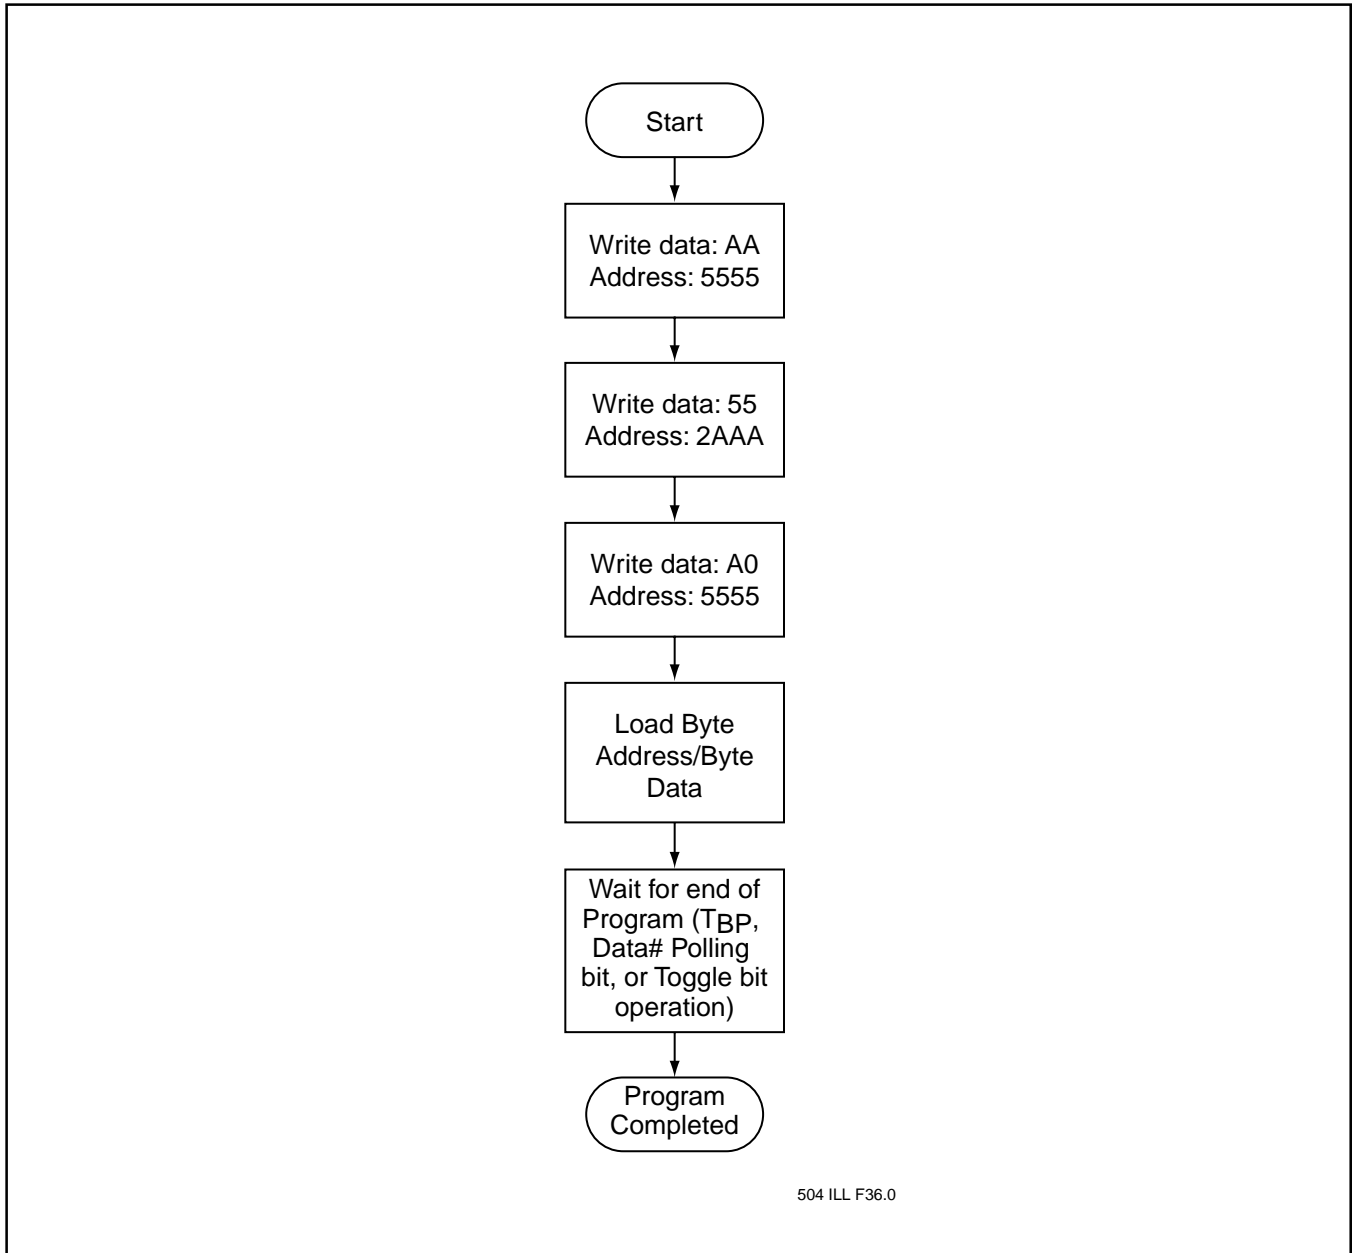 Start
Write data: AA
Address: 5555
Write data: 55
Address: 2AAA
Write data: A0
Address: 5555
Load Byte
Address/Byte
Data
Wait for end of
Program (TBP,
Data# Polling
bit, or Toggle bit
operation)
Program
Completed
504 ILL F36.0